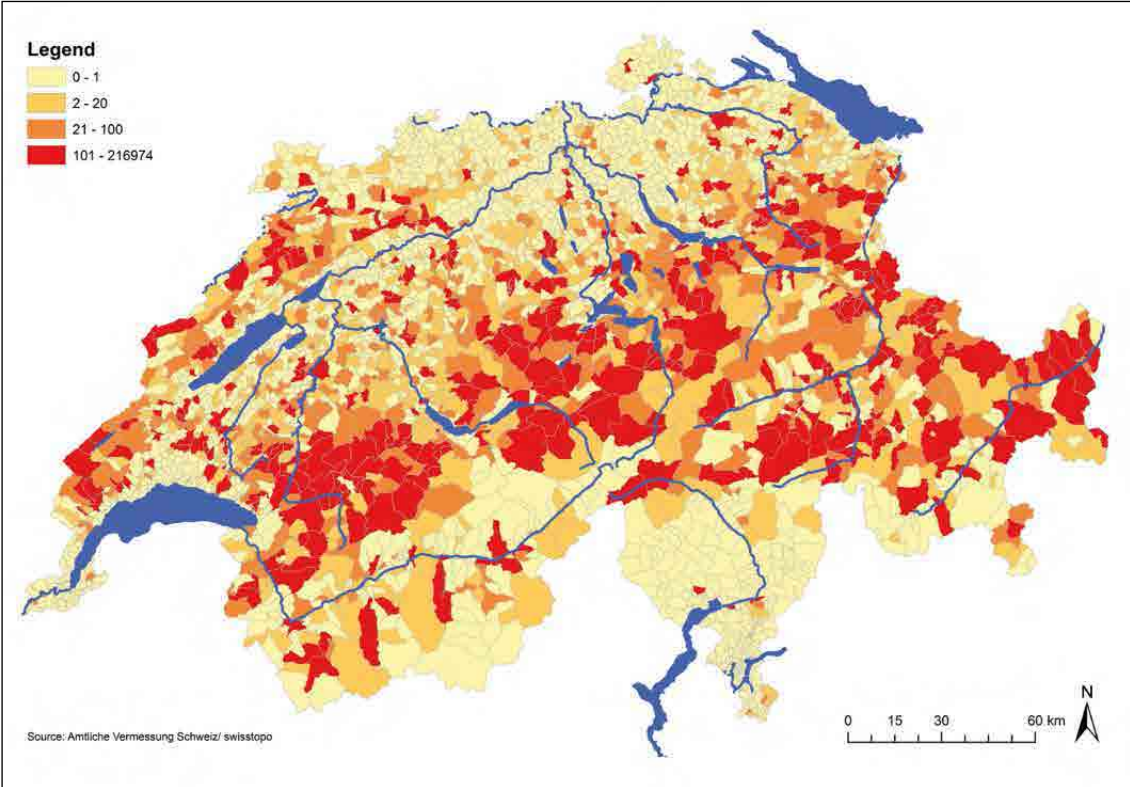 Legend
0 - 1
2 - 20
21 - 100
101 - 216974
N
0 15 30 60 km
Source: Amtliche Vermessung Schweiz/ swisstopo